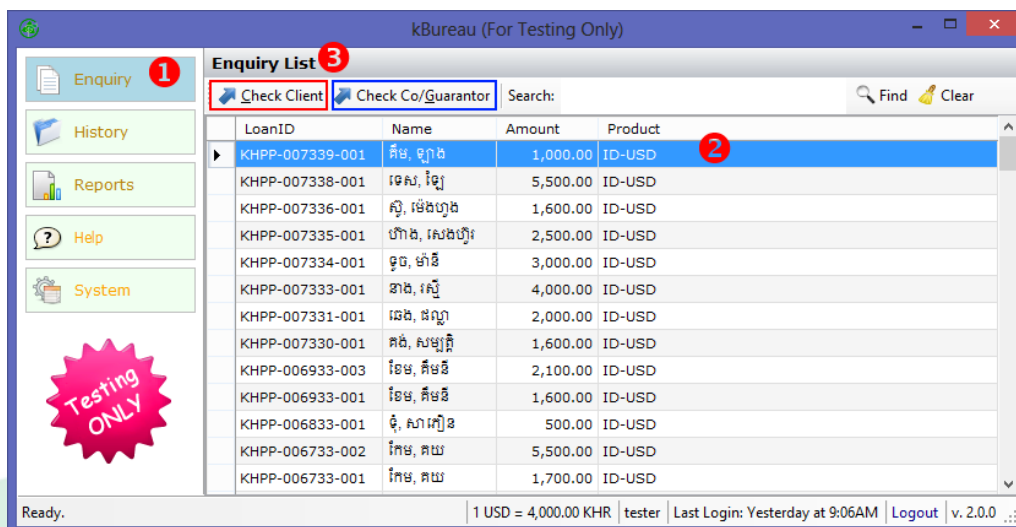 kBureau (For Testing Only)
Enquiry 1
History
Reports
Help
System
Testing
ONLY
Enquiry List 3
Check Client Check Co/Guarantor Search: Find Clear
LoanID Name Amount Product
KHPP-007339-001 គឹម, ឡាង 1,000.00 ID-USD 2
KHPP-007338-001 ទេស, ឡៃ 5,500.00 ID-USD
KHPP-007336-001 ស៊ូ, ម៉េងហួង 1,600.00 ID-USD
KHPP-007335-001 ហ៊ាង, សេងហ៊ីរ 2,500.00 ID-USD
KHPP-007334-001 ទូច, ម៉ានី 3,000.00 ID-USD
KHPP-007333-001 នាង, រស្មី 4,000.00 ID-USD
KHPP-007331-001 ឆេង, ផល្លា 2,000.00 ID-USD
KHPP-007330-001 គង់, សម្បត្តិ 1,600.00 ID-USD
KHPP-006933-003 ខែម, គឹមនី 2,100.00 ID-USD
KHPP-006933-001 ខែម, គឹមនី 1,600.00 ID-USD
KHPP-006833-001 ទុំ, សាភឿន 500.00 ID-USD
KHPP-006733-002 កែម, គយ 5,500.00 ID-USD
KHPP-006733-001 កែម, គយ 1,700.00 ID-USD
Ready. 1 USD = 4,000.00 KHR tester Last Login: Yesterday at 9:06AM Logout v. 2.0.0